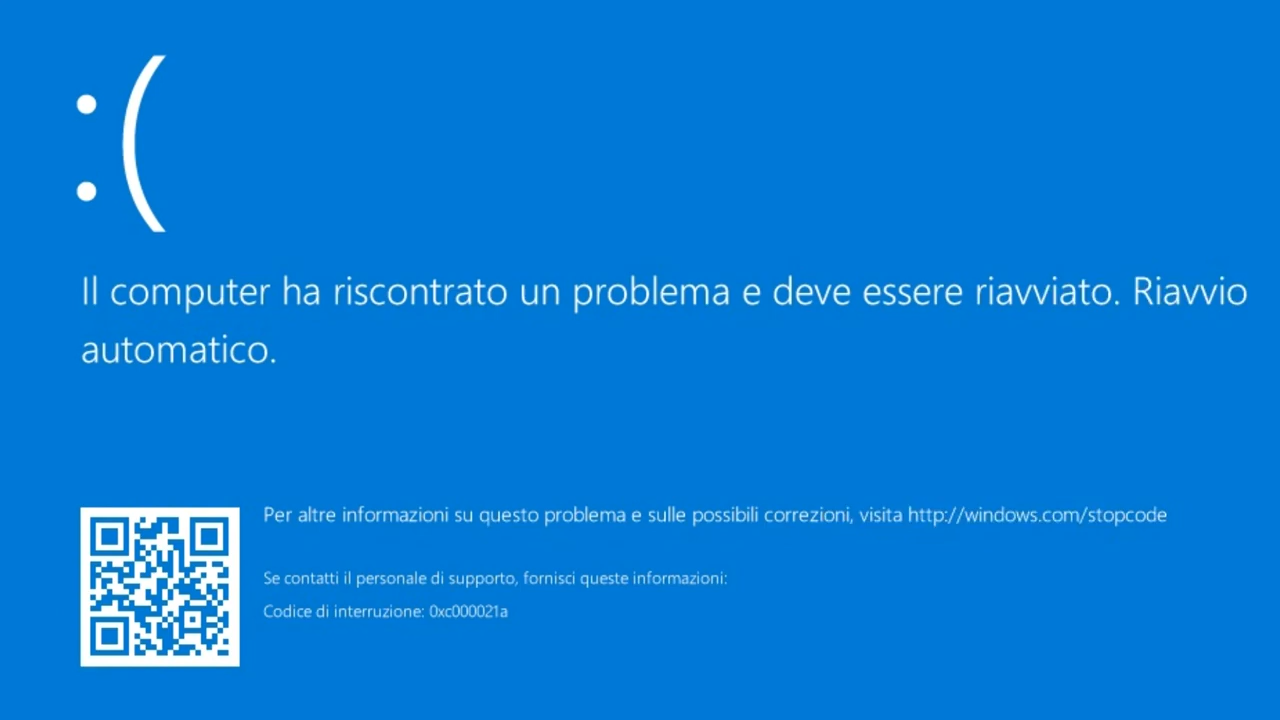 :(
Il computer ha riscontrato un problema e deve essere riavviato. Riavvio
automatico.
Per altre informazioni su questo problema e sulle possibili correzioni, visita http://windows.com/stopcode
Se contatti il personale di supporto, fornisci queste informazioni:
Codice di interruzione: 0xc000021a